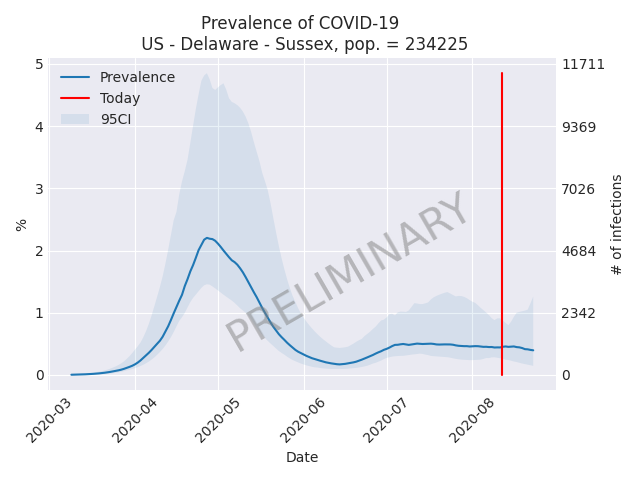 Prevalence of COVID-19
US - Delaware - Sussex, pop. = 234225
5
4
3
2
1
0
%
Prevalence
Today
95CI
PRELIMINARY
11711
9369
7026
4684
2342
0
# of infections
2020-03
2020-04
2020-05
2020-06
2020-07
2020-08
Date